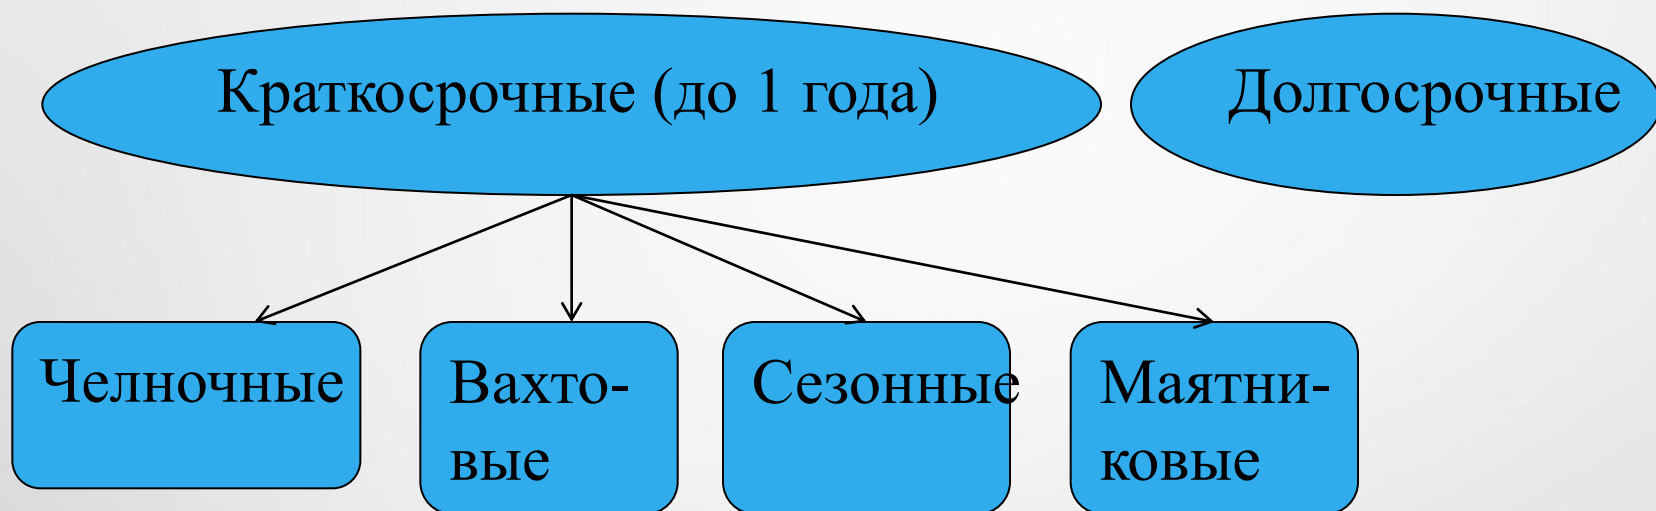 Краткосрочные (до 1 года)
Долгосрочные
Челночные
Вахто-
вые
Сезонные
Маятни-
ковые